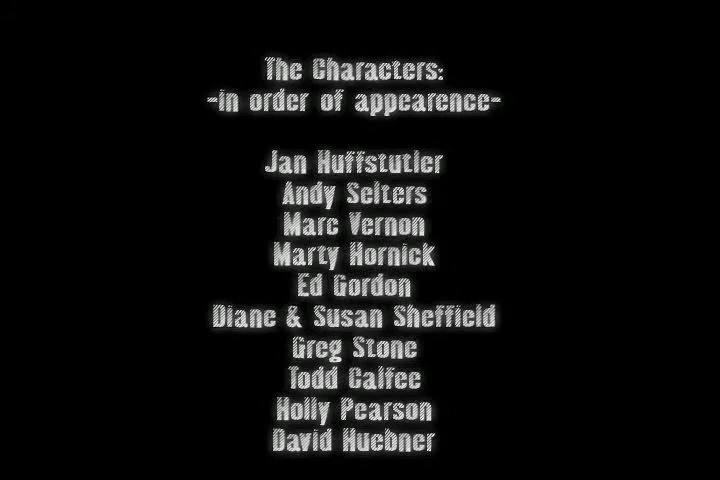 The Characters:
-in order of appearence-
Jan Huffstutler
Andy Selters
Marc Vernon
Marty Hornick
Ed Gordon
Diane & Susan Sheffield
Greg Stone
Todd Calfee
Holly Pearson
David Huebner